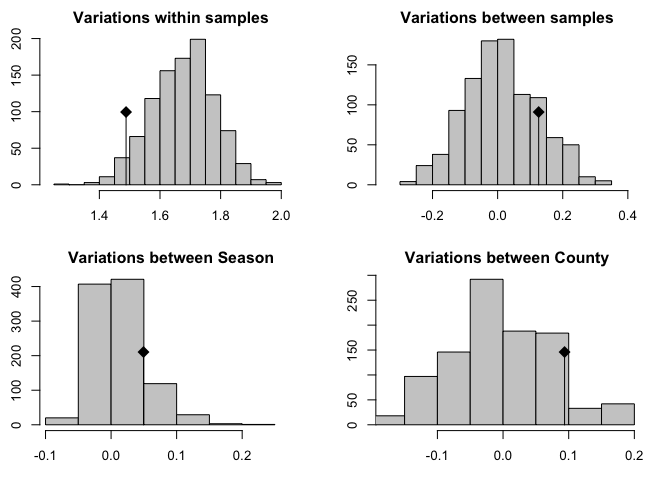 Variations within samples
200
150
100
50
0
1.4 1.6 1.8 2.0
Variations between samples
150
100
50
0
-0.2 0.0 0.2 0.4
Variations between Season
400
300
200
100
0
-0.1 0.0 0.1 0.2
Variations between County
250
150
50
0
-0.1 0.0 0.1 0.2